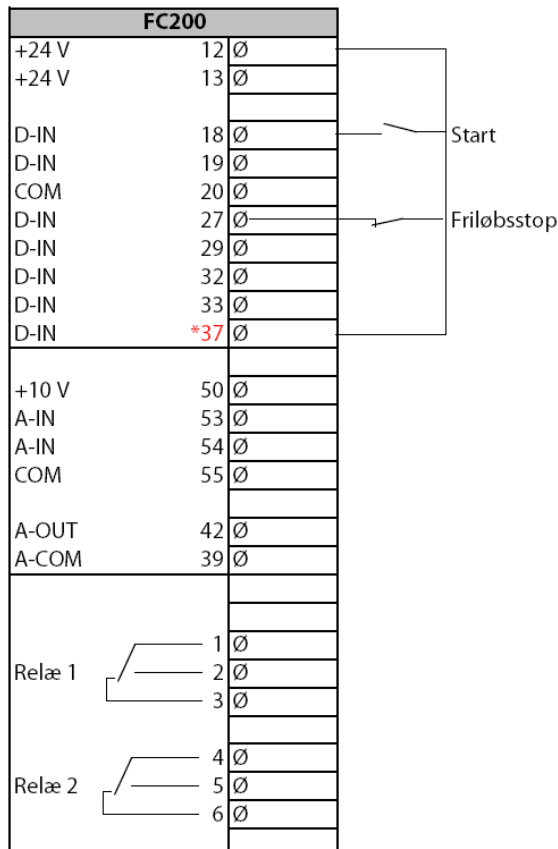 FC200
+24 V 12 Ø
+24 V 13 Ø
D-IN 18 Ø Start
D-IN 19 Ø
COM 20 Ø
D-IN 27 Ø Friløbsstop
D-IN 29 Ø
D-IN 32 Ø
D-IN 33 Ø
D-IN *37 Ø
+10 V 50 Ø
A-IN 53 Ø
A-IN 54 Ø
COM 55 Ø
A-OUT 42 Ø
A-COM 39 Ø
1 Ø
Relæ 1 2 Ø
3 Ø
4 Ø
Relæ 2 5 Ø
6 Ø